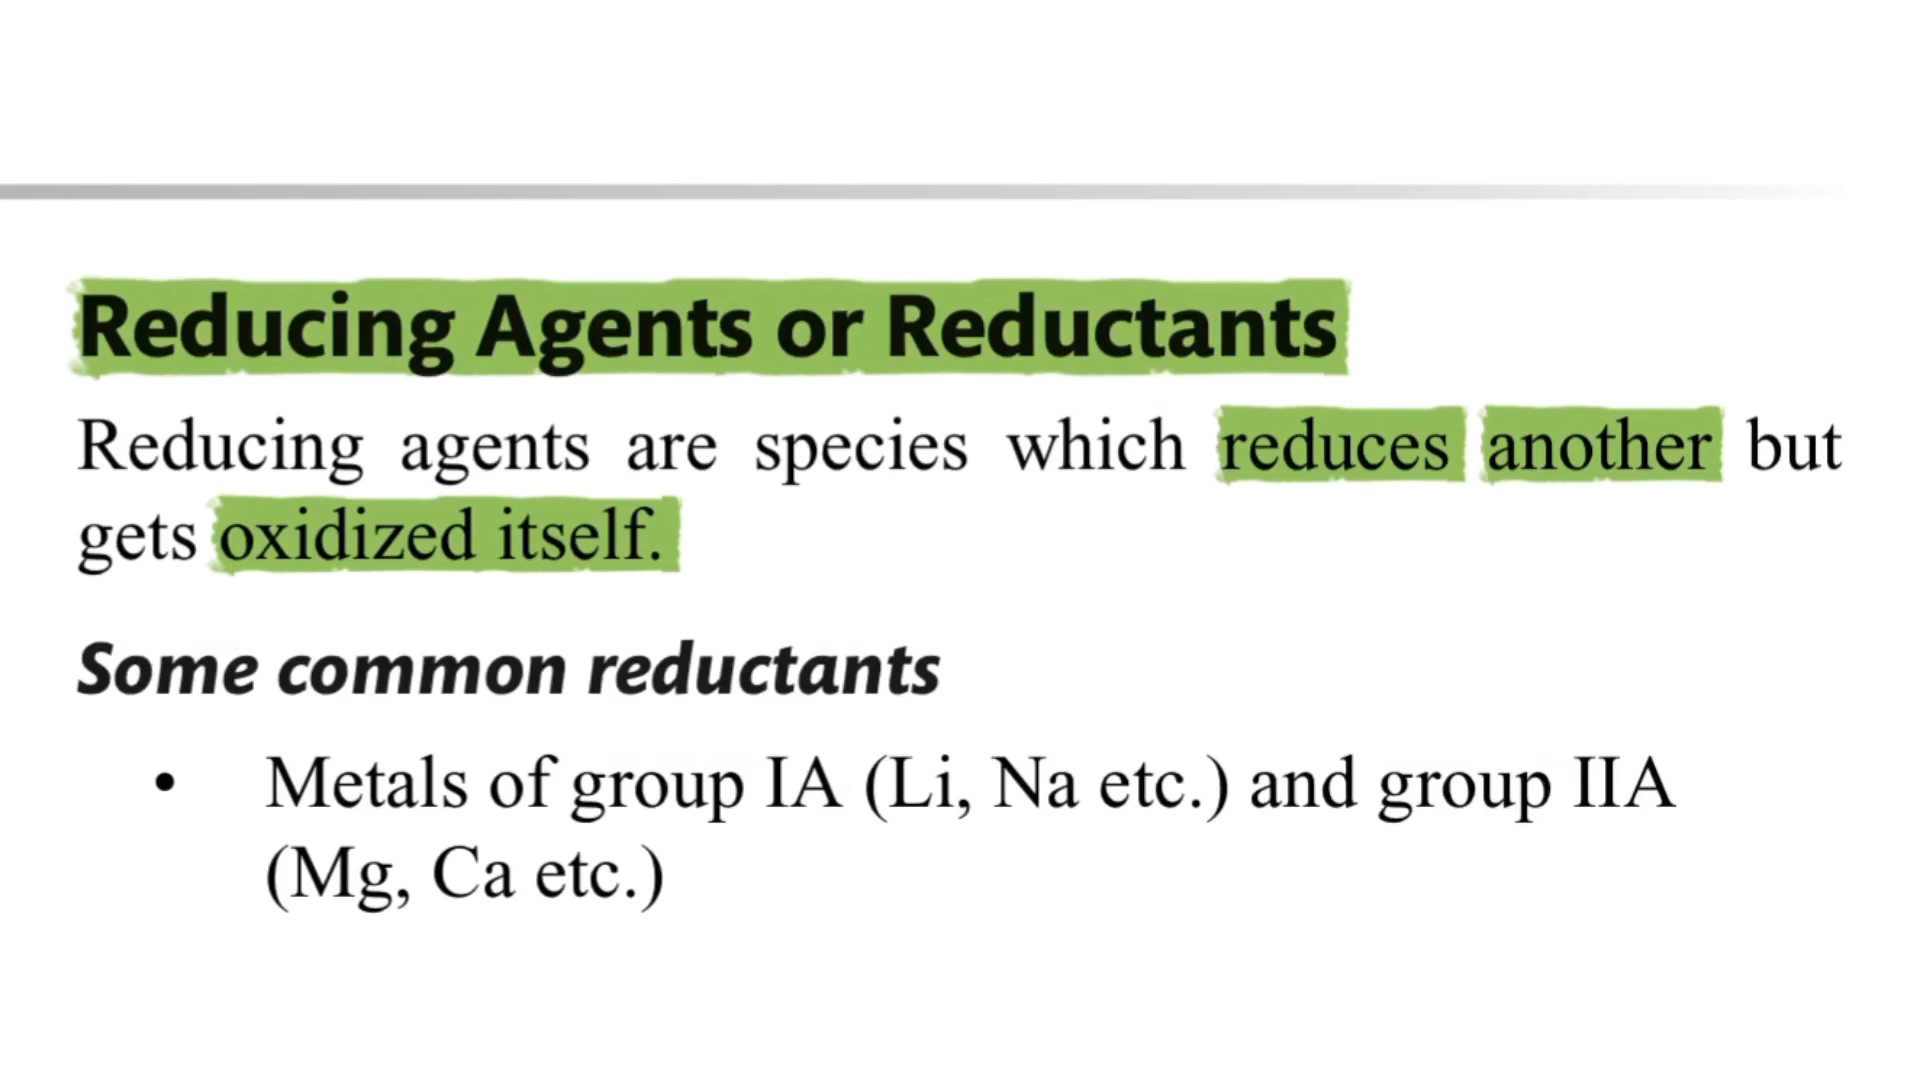 Reducing Agents or Reductants
Reducing agents are species which reduces another but
gets oxidized itself.
Some common reductants
• Metals of group IA (Li, Na etc.) and group IIA
(Mg, Ca etc.)